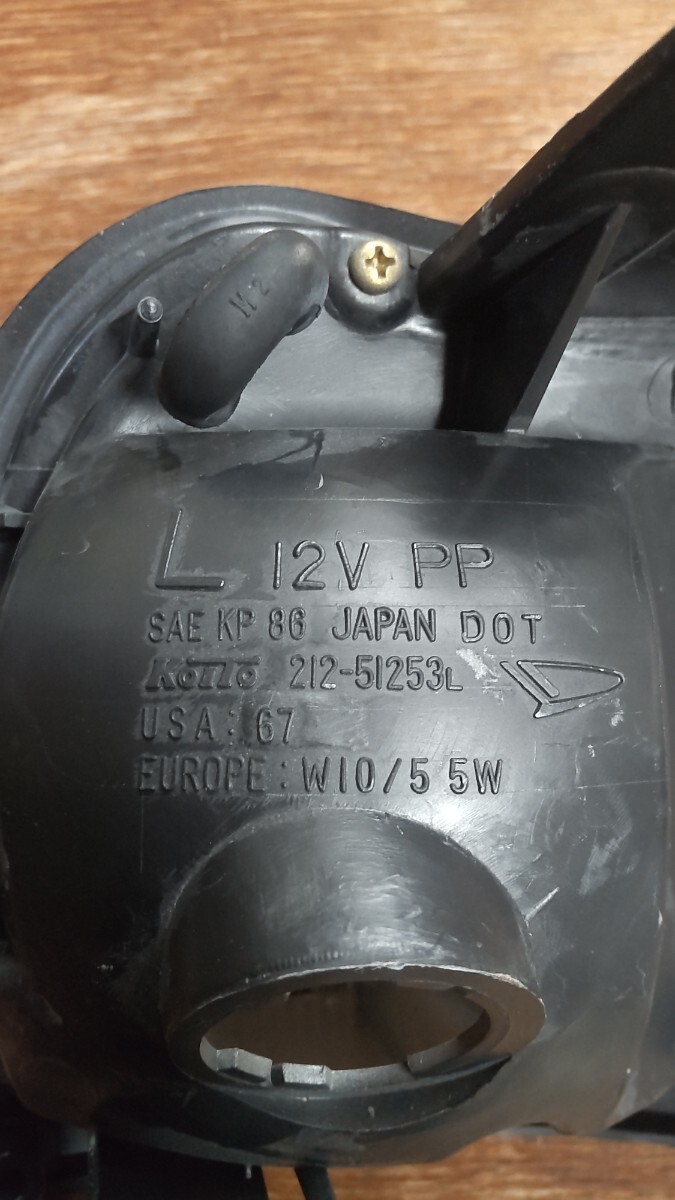 M2
L 12V PP
SAE KP 86 JAPAN DOT
KOITO 212-51253L
USA: 67
EUROPE: W10/5 5W